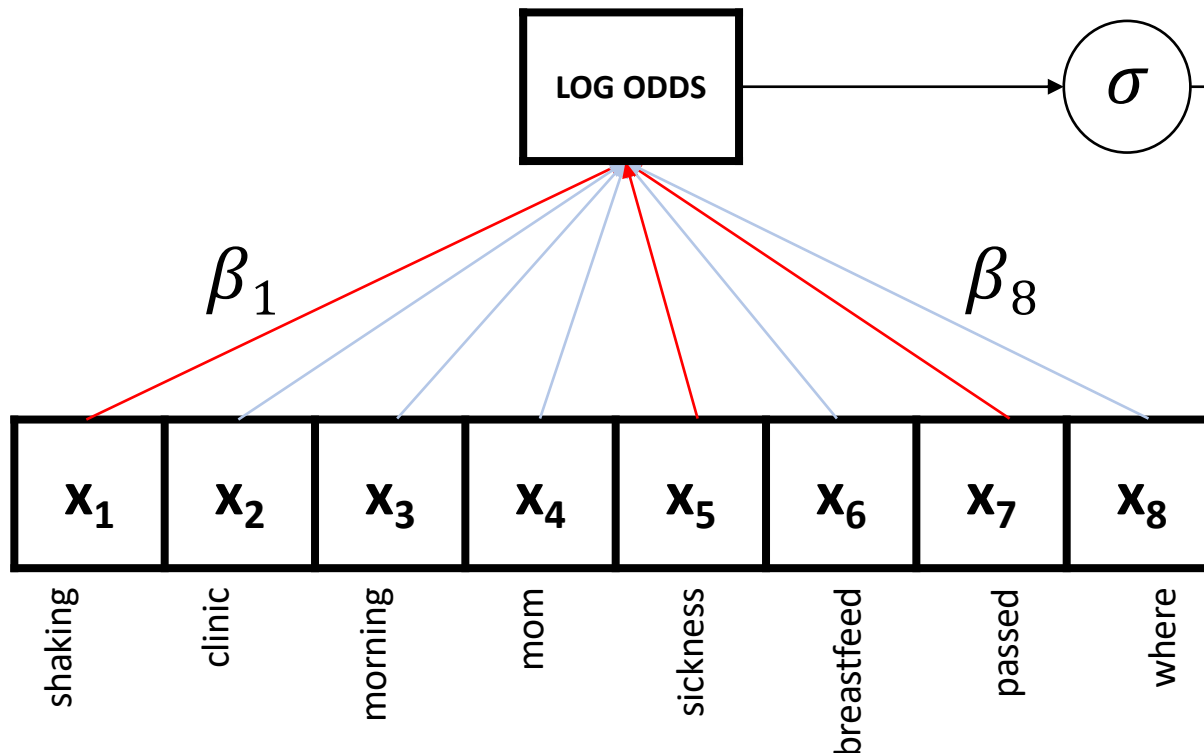 LOG ODDS
σ
β₁
β₈
x₁ x₂ x₃ x₄ x₅ x₆ x₇ x₈
shaking
clinic
morning
mom
sickness
breastfeed
passed
where